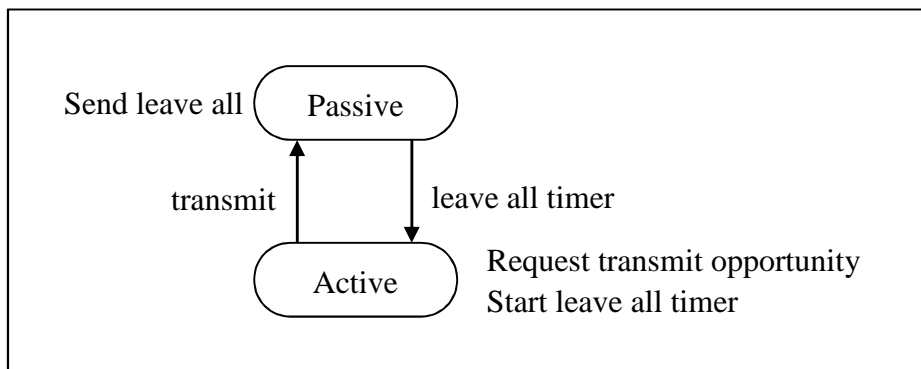 Send leave all
Passive
transmit
leave all timer
Active
Request transmit opportunity
Start leave all timer